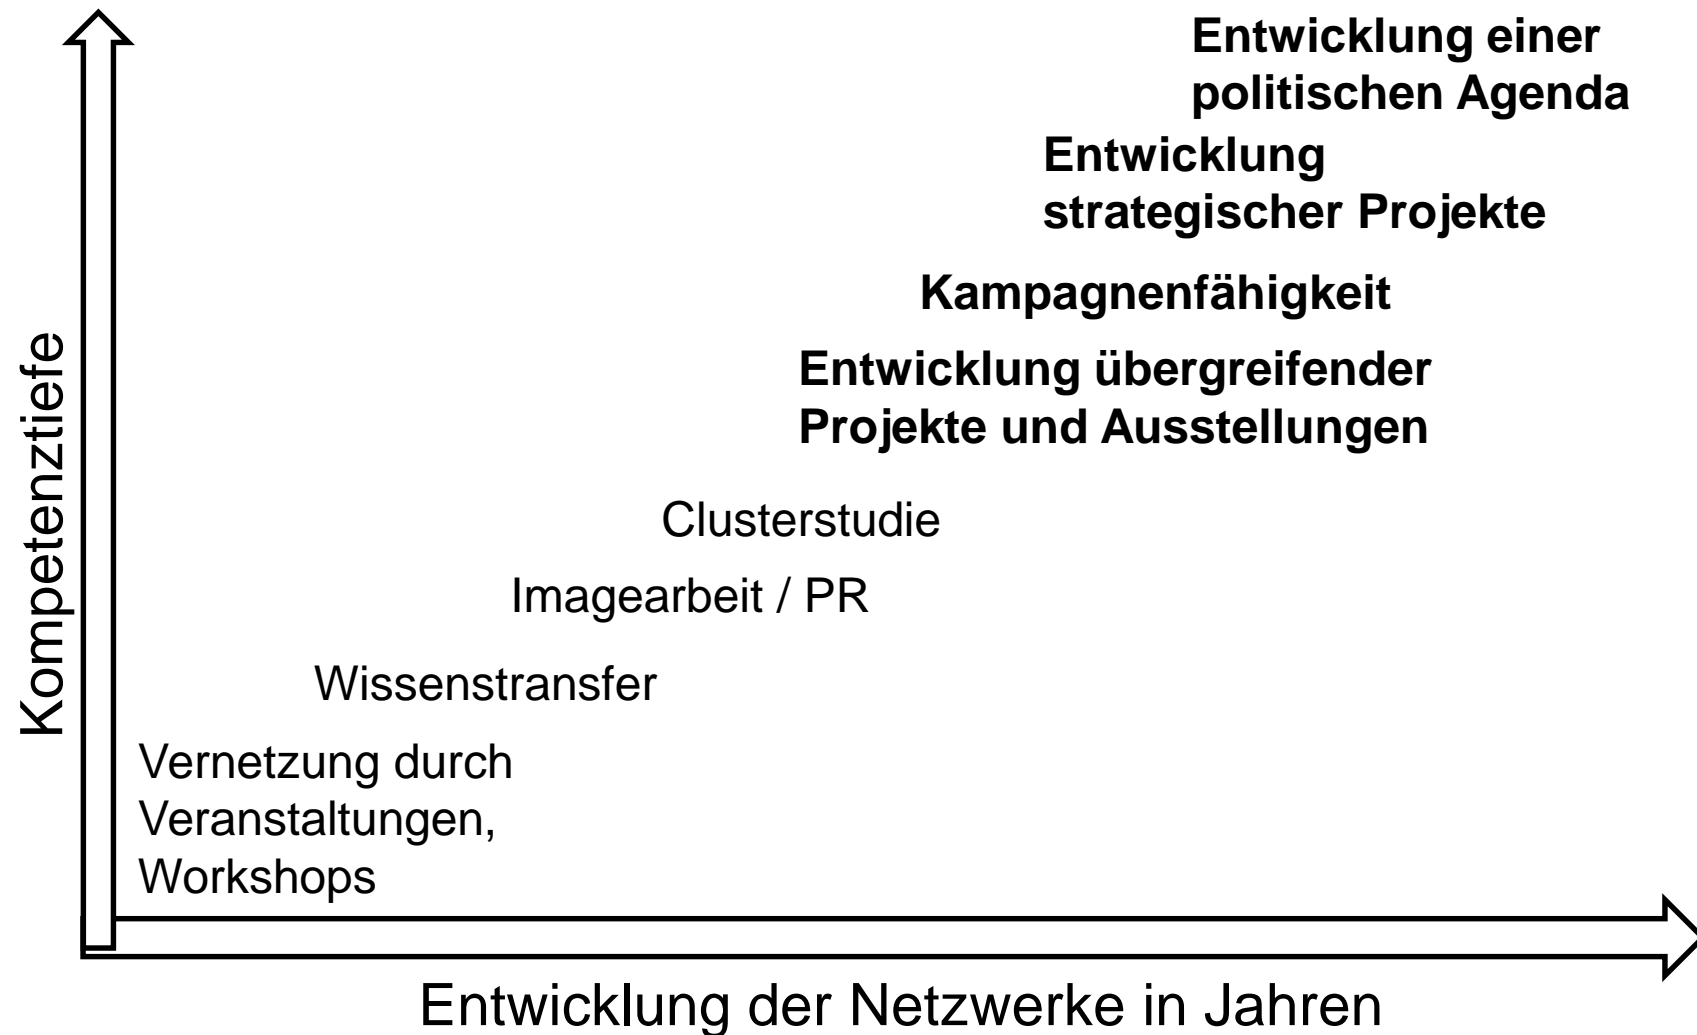 Entwicklung einer
politischen Agenda
Entwicklung
strategischer Projekte
Kampagnenfähigkeit
Entwicklung übergreifender
Projekte und Ausstellungen
Clusterstudie
Imagearbeit / PR
Wissenstransfer
Vernetzung durch
Veranstaltungen,
Workshops
Kompetenztiefe
Entwicklung der Netzwerke in Jahren